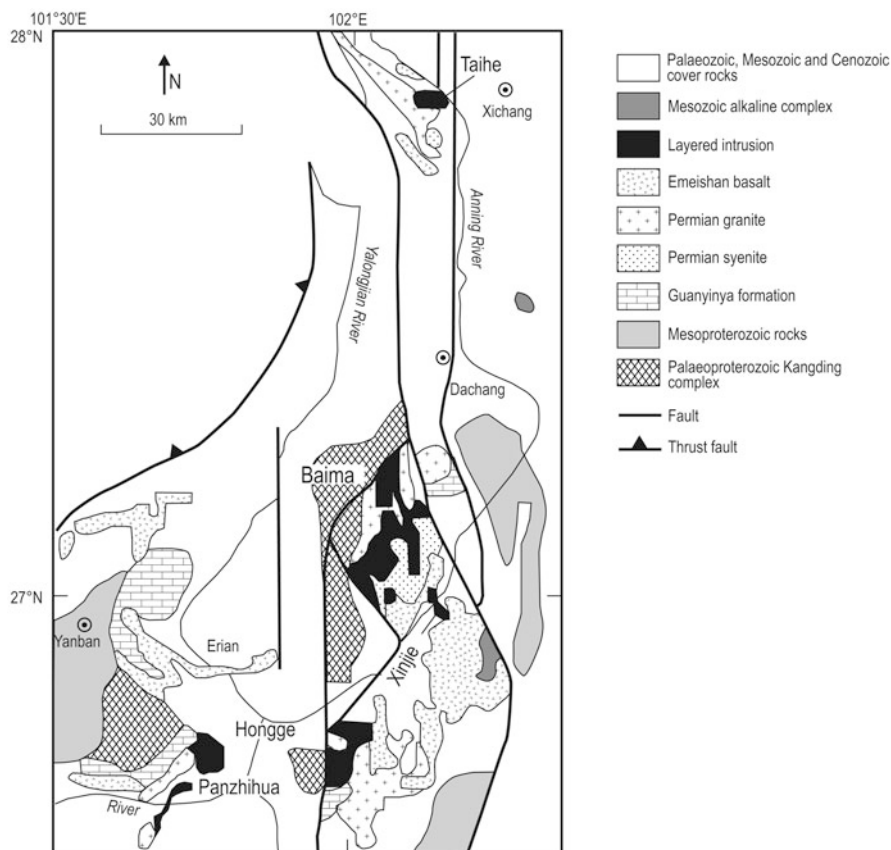 101°30'E
102°E
28°N
N
30 km
Taihe
Xichang
Anning River
Yalongjian River
Dachang
Baima
27°N
Yanban
Erian
Xinjie
Hongge
Panzhihua
River
Palaeozoic, Mesozoic and Cenozoic
cover rocks
Mesozoic alkaline complex
Layered intrusion
Emeishan basalt
Permian granite
Permian syenite
Guanyinya formation
Mesoproterozoic rocks
Palaeoproterozoic Kangding
complex
Fault
Thrust fault